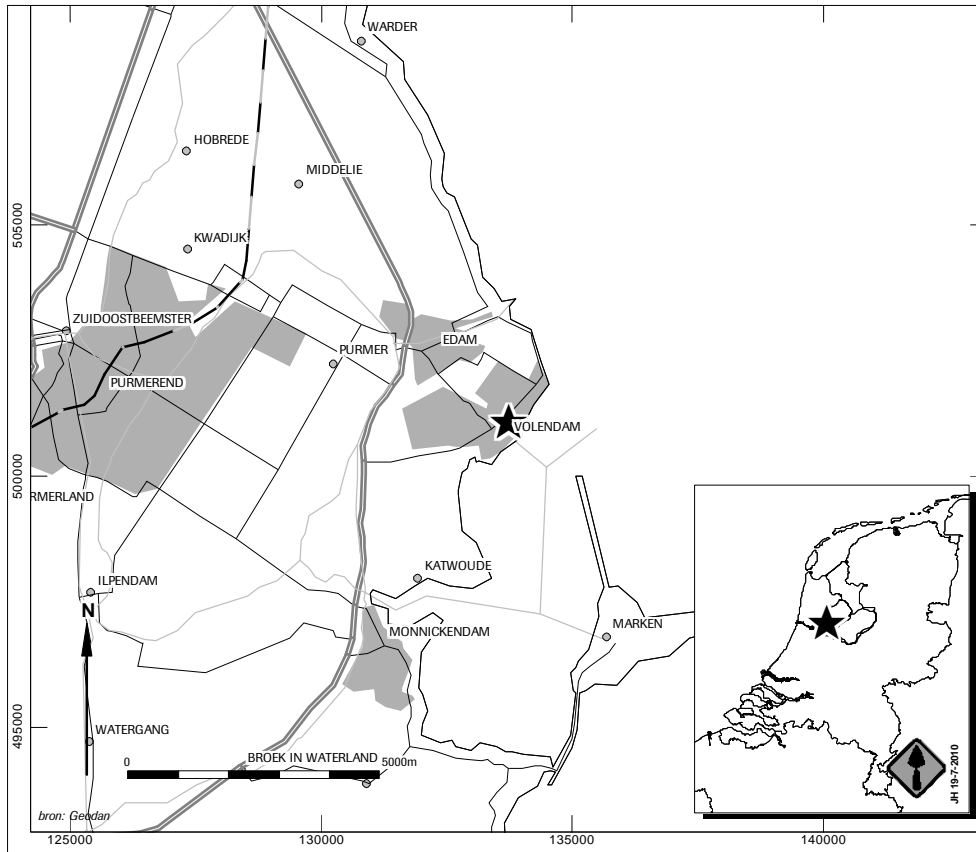 WARDER
HOBREDE
MIDDELIE
505000
KWADIJK
ZUIDOOSTBEEMSTER
EDAM
PURMER
PURMEREND
VOLENDAM
500000
RMERLAND
ILPENDAM
KATWOUDE
N
MARKEN
MONNICKENDAM
495000
WATERGANG
BROEK IN WATERLAND
0
5000m
bron: Geodan
JH 19-7-2010
125000
130000
135000
140000